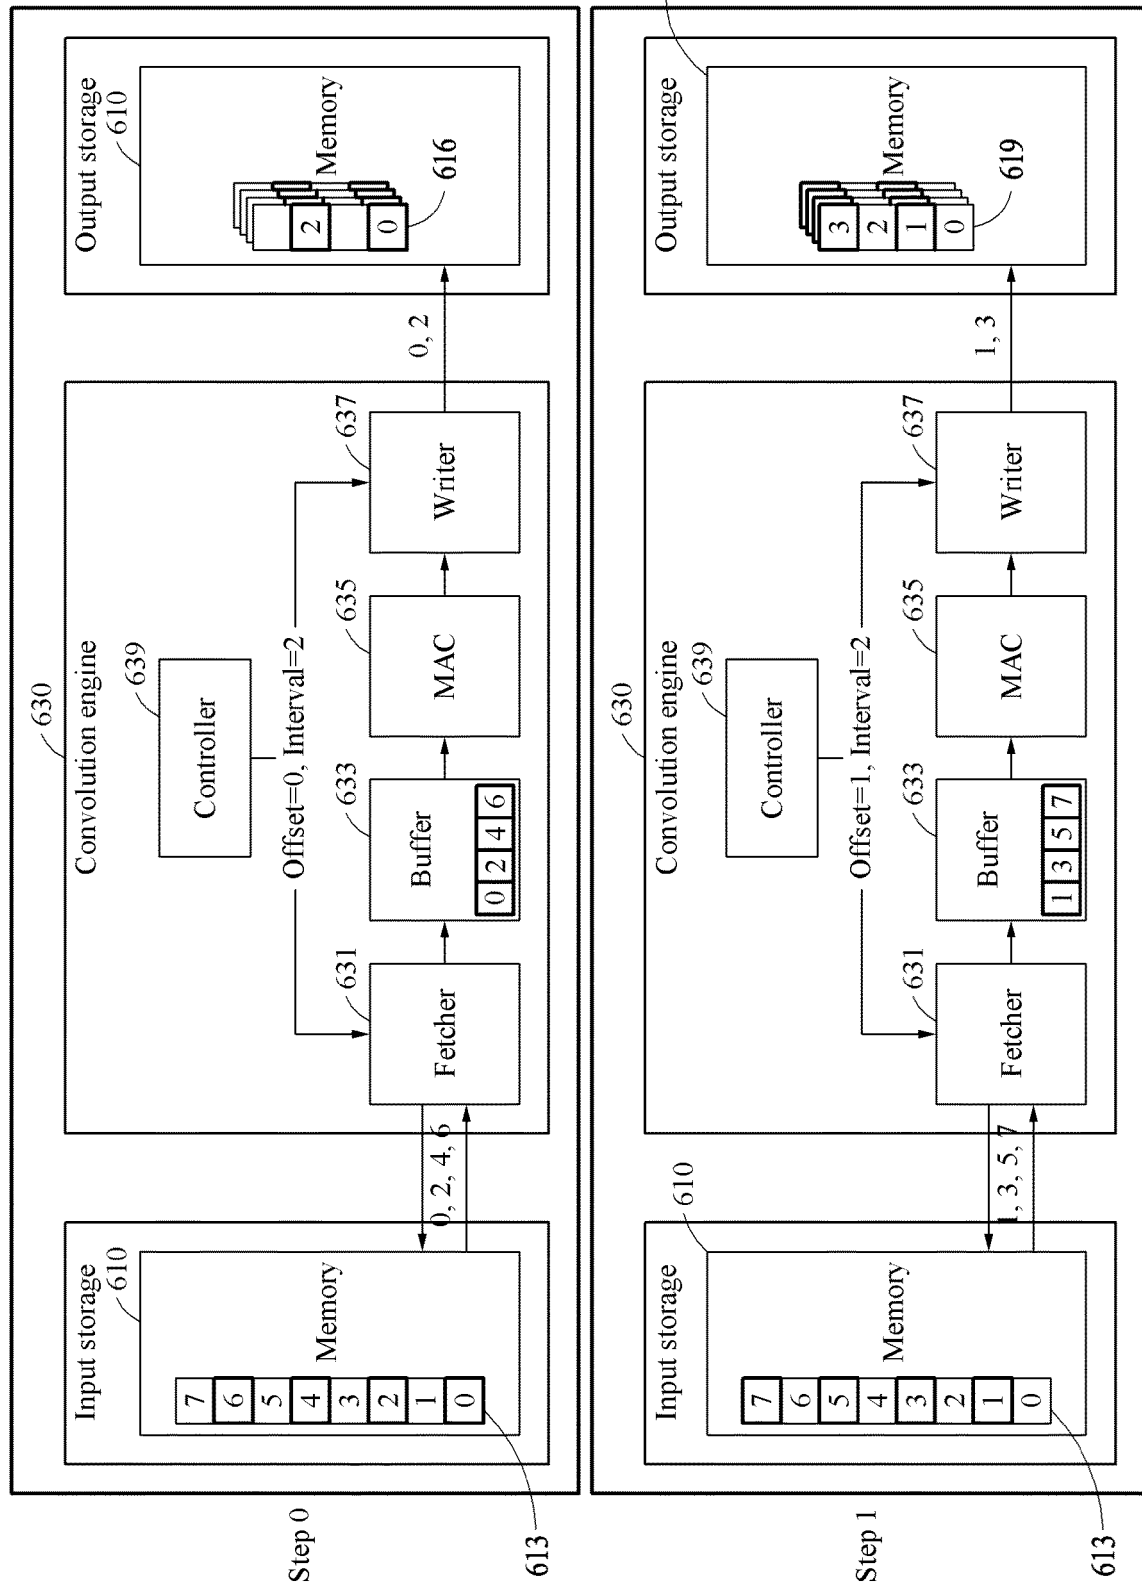 Step 0
Input storage
610
Memory
7
6
5
4
3
2
1
0
613
0, 2, 4, 6
Convolution engine
630
Controller
639
Offset=0, Interval=2
Fetcher
631
Buffer
633
0 2 4 6
MAC
635
Writer
637
0, 2
Output storage
610
Memory
2
0
616
Step 1
Input storage
610
Memory
7
6
5
4
3
2
1
0
613
1, 3, 5, 7
Convolution engine
630
Controller
639
Offset=1, Interval=2
Fetcher
631
Buffer
633
1 3 5 7
MAC
635
Writer
637
1, 3
Output storage
Memory
3
2
1
0
619